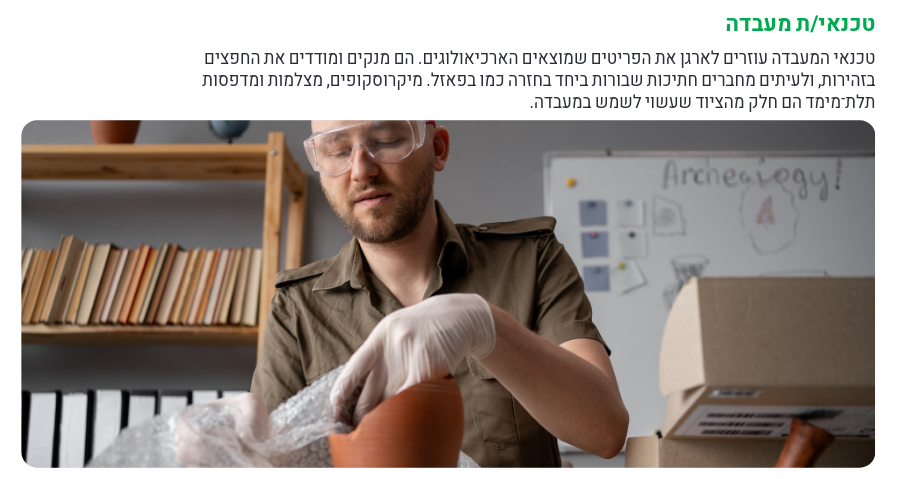 טכנאי/ת מעבדה
טכנאי המעבדה עוזרים לארגן את הפריטים שמוצאים הארכיאולוגים. הם מנקים ומודדים את החפצים
בזהירות, ולעיתים מחברים חתיכות שבורות ביחד בחזרה כמו בפאזל. מיקרוסקופים, מצלמות ומדפסות
תלת־מימד הם חלק מהציוד שעשוי לשמש במעבדה.
Archeology!